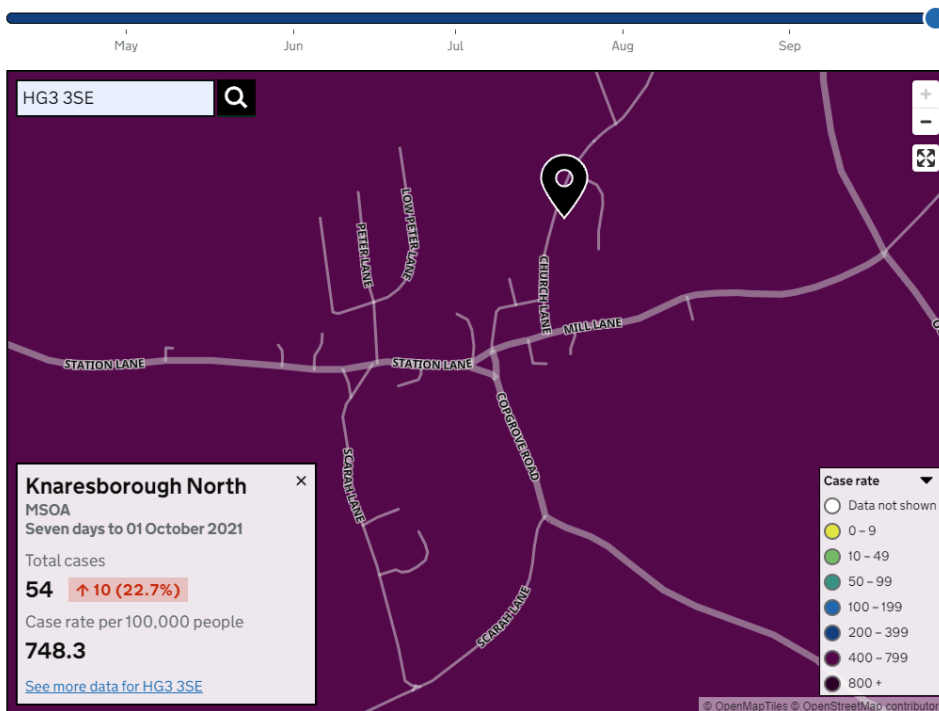 May Jun Jul Aug Sep
HG3 3SE
+
−
LOW PETER LANE
PETER LANE
CHURCH LANE
MILL LANE
STATION LANE
STATION LANE
COPGROVE ROAD
SCARAH LANE
SCARAH LANE
Knaresborough North ×
MSOA
Seven days to 01 October 2021
Total cases
54 ↑ 10 (22.7%)
Case rate per 100,000 people
748.3
See more data for HG3 3SE
Case rate ▼
Data not shown
0 – 9
10 – 49
50 – 99
100 – 199
200 – 399
400 – 799
800 +
© OpenMapTiles © OpenStreetMap contributor